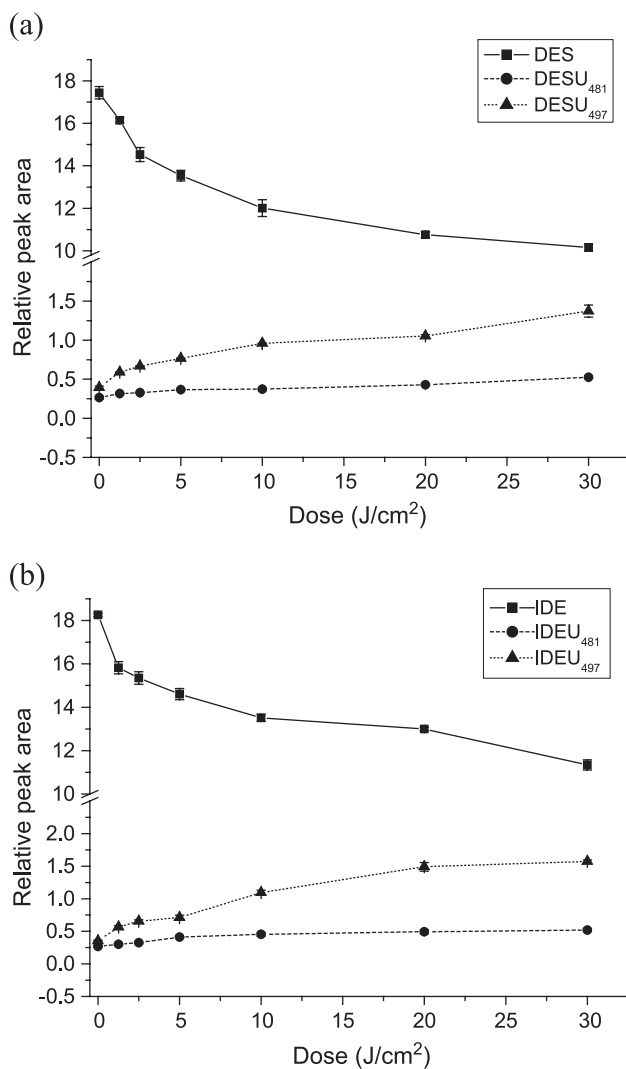 (a)
DES
DESU481
DESU497
18
16
14
12
10
1.5
1.0
0.5
0.0
-0.5
Relative peak area
0 5 10 15 20 25 30
Dose (J/cm2)
(b)
IDE
IDEU481
IDEU497
18
16
14
12
10
2.0
1.5
1.0
0.5
0.0
-0.5
Relative peak area
0 5 10 15 20 25 30
Dose (J/cm2)